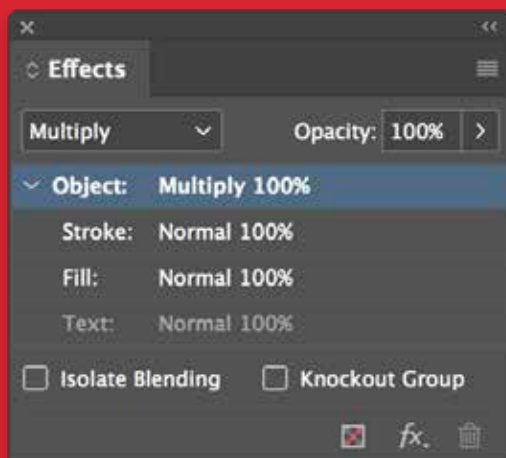 Effects
Multiply Opacity: 100%
Object: Multiply 100%
Stroke: Normal 100%
Fill: Normal 100%
Text: Normal 100%
Isolate Blending Knockout Group
fx.